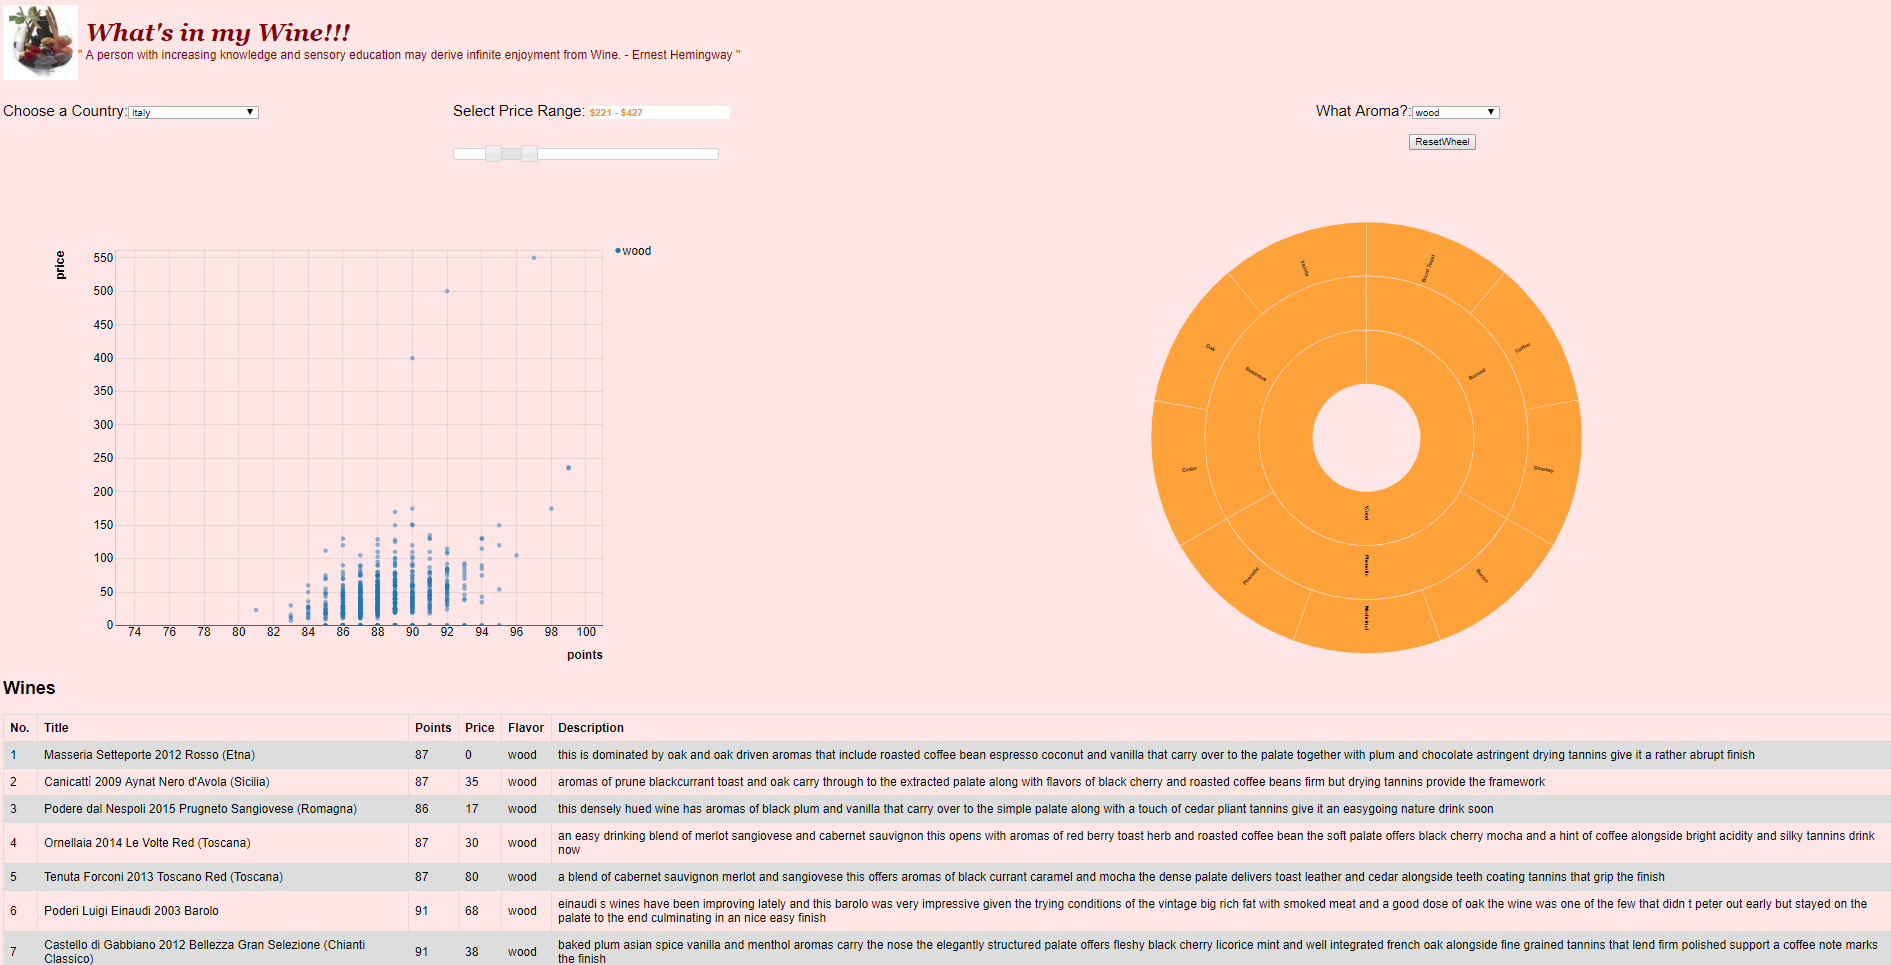 What's in my Wine!!!
" A person with increasing knowledge and sensory education may derive infinite enjoyment from Wine. - Ernest Hemingway "
Choose a Country: Italy
Select Price Range: $221 - $427
What Aroma?: wood
ResetWheel
price
550
500
450
400
350
300
250
200
150
100
50
0
74 76 78 80 82 84 86 88 90 92 94 96 98 100
points
wood
Vanilla
Burnt Toast
Oak
Coffee
Resinous
Burned
Cedar
Smokey
Wood
Phenolic
Phenolic
Bacon
Medicinal
Wines
No. Title Points Price Flavor Description
1 Masseria Setteporte 2012 Rosso (Etna) 87 0 wood this is dominated by oak and oak driven aromas that include roasted coffee bean espresso coconut and vanilla that carry over to the palate together with plum and chocolate astringent drying tannins give it a rather abrupt finish
2 Canicattì 2009 Aynat Nero d'Avola (Sicilia) 87 35 wood aromas of prune blackcurrant toast and oak carry through to the extracted palate along with flavors of black cherry and roasted coffee beans firm but drying tannins provide the framework
3 Podere dal Nespoli 2015 Prugneto Sangiovese (Romagna) 86 17 wood this densely hued wine has aromas of black plum and vanilla that carry over to the simple palate along with a touch of cedar pliant tannins give it an easygoing nature drink soon
4 Ornellaia 2014 Le Volte Red (Toscana) 87 30 wood an easy drinking blend of merlot sangiovese and cabernet sauvignon this opens with aromas of red berry toast herb and roasted coffee bean the soft palate offers black cherry mocha and a hint of coffee alongside bright acidity and silky tannins drink
now
5 Tenuta Forconi 2013 Toscano Red (Toscana) 87 80 wood a blend of cabernet sauvignon merlot and sangiovese this offers aromas of black currant caramel and mocha the dense palate delivers toast leather and cedar alongside teeth coating tannins that grip the finish
6 Poderi Luigi Einaudi 2003 Barolo 91 68 wood einaudi s wines have been improving lately and this barolo was very impressive given the trying conditions of the vintage big rich fat with smoked meat and a good dose of oak the wine was one of the few that didn t peter out early but stayed on the
palate to the end culminating in an nice easy finish
7 Castello di Gabbiano 2012 Bellezza Gran Selezione (Chianti
Classico) 91 38 wood baked plum asian spice vanilla and menthol aromas carry the nose the elegantly structured palate offers fleshy black cherry licorice mint and well integrated french oak alongside fine grained tannins that lend firm polished support a coffee note marks
the finish